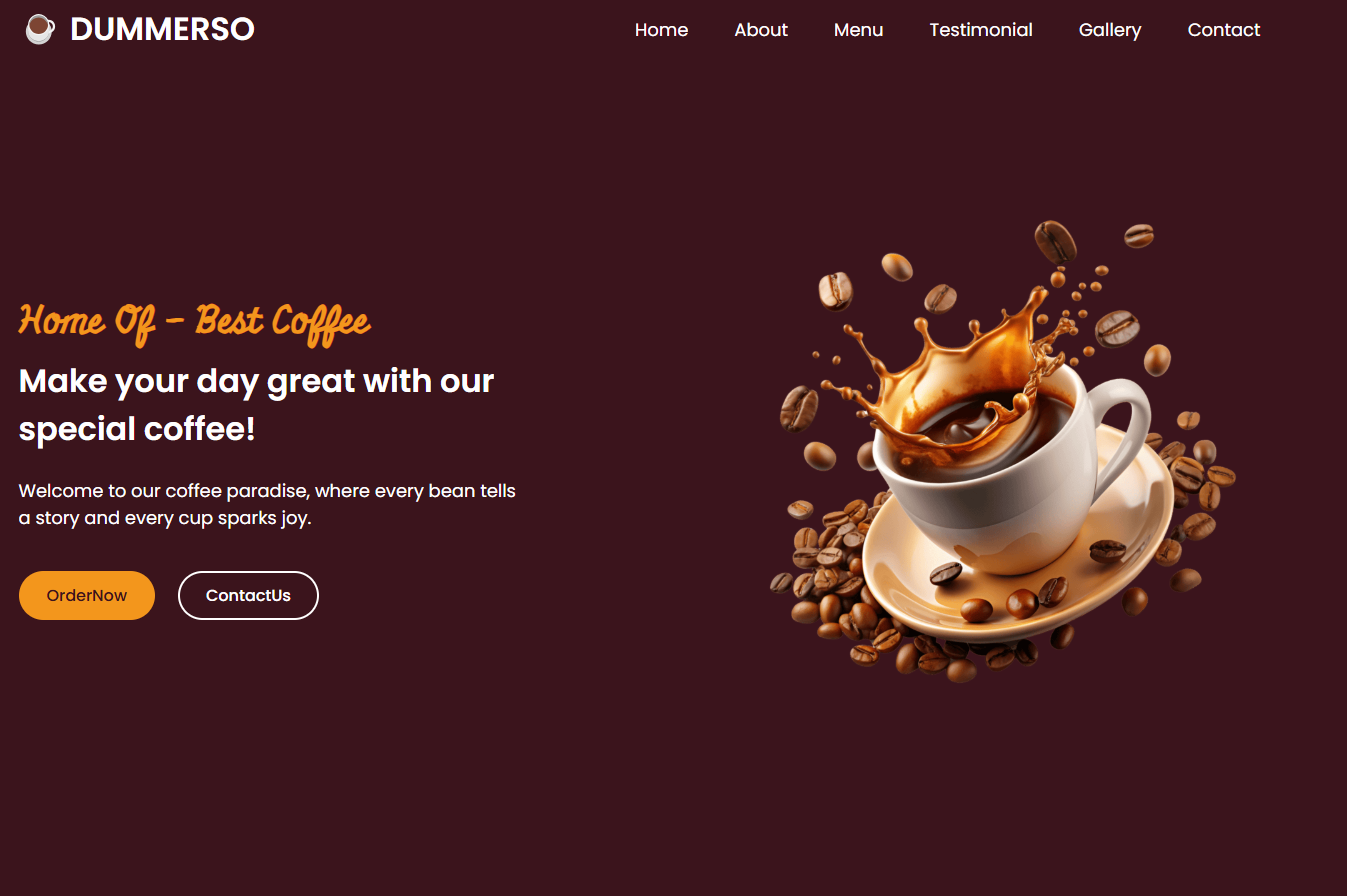 DUMMERSO
Home About Menu Testimonial Gallery Contact
Home Of - Best Coffee
Make your day great with our
special coffee!
Welcome to our coffee paradise, where every bean tells
a story and every cup sparks joy.
OrderNow ContactUs